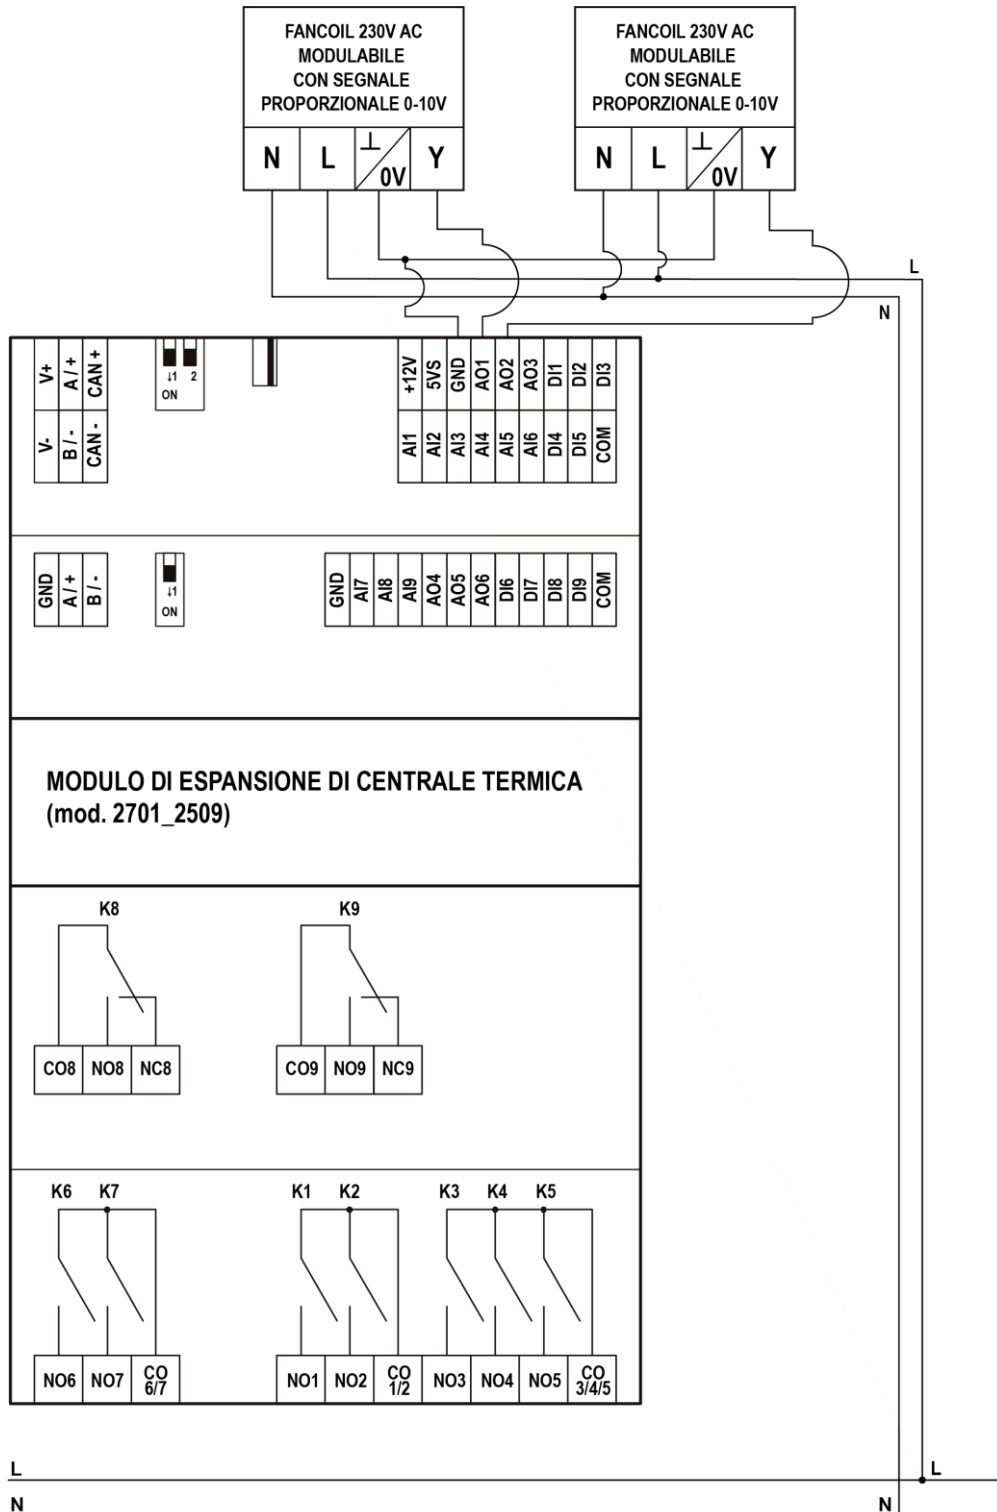 FANCOIL 230V AC
MODULABILE
CON SEGNALE
PROPORZIONALE 0-10V
N L ⊥/0V Y
FANCOIL 230V AC
MODULABILE
CON SEGNALE
PROPORZIONALE 0-10V
N L ⊥/0V Y
L
N
V+ A/+ CAN+
↓1 2
ON
+12V 5VS GND AO1 AO2 AO3 DI1 DI2 DI3
V- B/- CAN-
AI1 AI2 AI3 AI4 AI5 AI6 DI4 DI5 COM
GND A/+ B/-
↓1
ON
GND AI7 AI8 AI9 AO4 AO5 AO6 DI6 DI7 DI8 DI9 COM
MODULO DI ESPANSIONE DI CENTRALE TERMICA
(mod. 2701_2509)
K8 K9
CO8 NO8 NC8 CO9 NO9 NC9
K6 K7 K1 K2 K3 K4 K5
NO6 NO7 CO 6/7 NO1 NO2 CO 1/2 NO3 NO4 NO5 CO 3/4/5
L L
N N